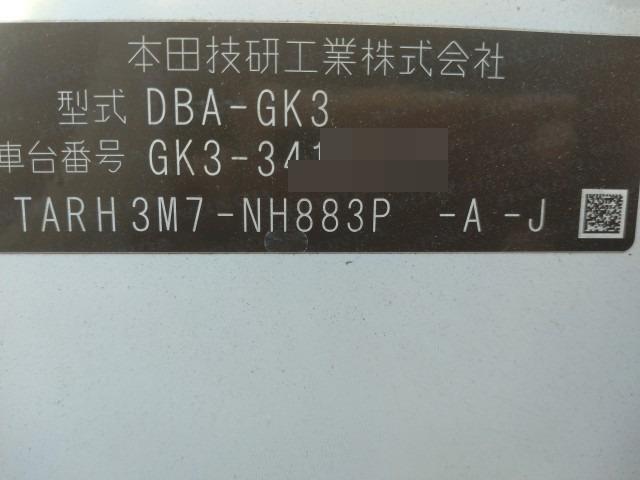 本田技研工業株式会社
型式 DBA-GK3
車台番号 GK3-341
TARH3M7-NH883P -A-J